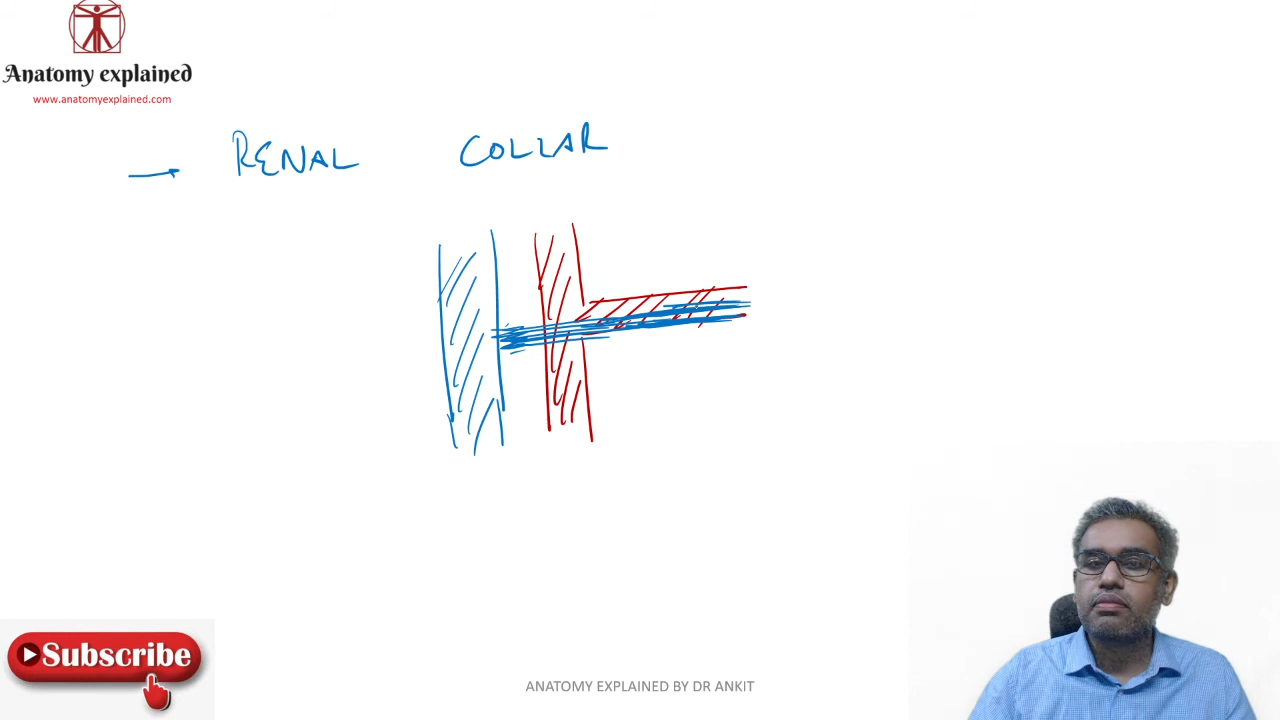 Anatomy explained
www.anatomyexplained.com
→ RENAL COLLAR
Subscribe
ANATOMY EXPLAINED BY DR ANKIT